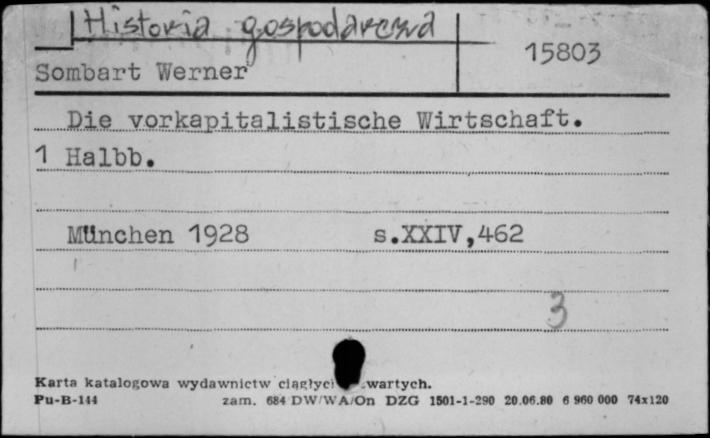 Historia gospodarcza
15803
Sombart Werner
Die vorkapitalistische Wirtschaft.
1 Halbb.
München 1928 s.XXIV,462
3
Karta katalogowa wydawnictw
Pu-B-144 zam. 684 DW/WA/On DZG 1501-1-290 20.06.80 6 960 000 74x120